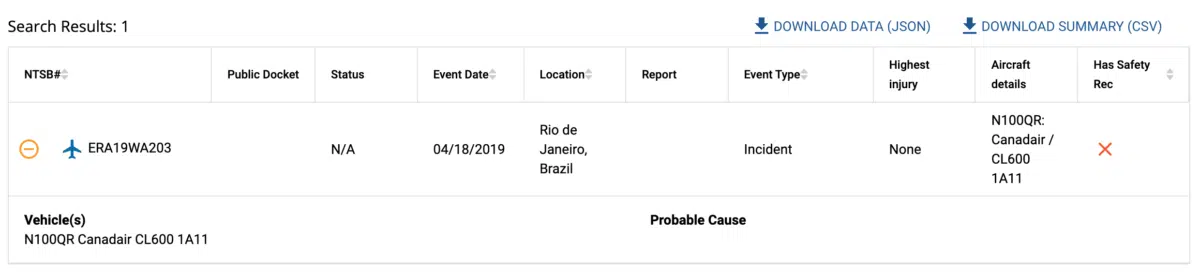 Search Results: 1
DOWNLOAD DATA (JSON)
DOWNLOAD SUMMARY (CSV)
NTSB#
Public Docket
Status
Event Date
Location
Report
Event Type
Highest
injury
Aircraft
details
Has Safety
Rec
ERA19WA203
N/A
04/18/2019
Rio de
Janeiro,
Brazil
Incident
None
N100QR:
Canadair /
CL600
1A11
Vehicle(s)
N100QR Canadair CL600 1A11
Probable Cause